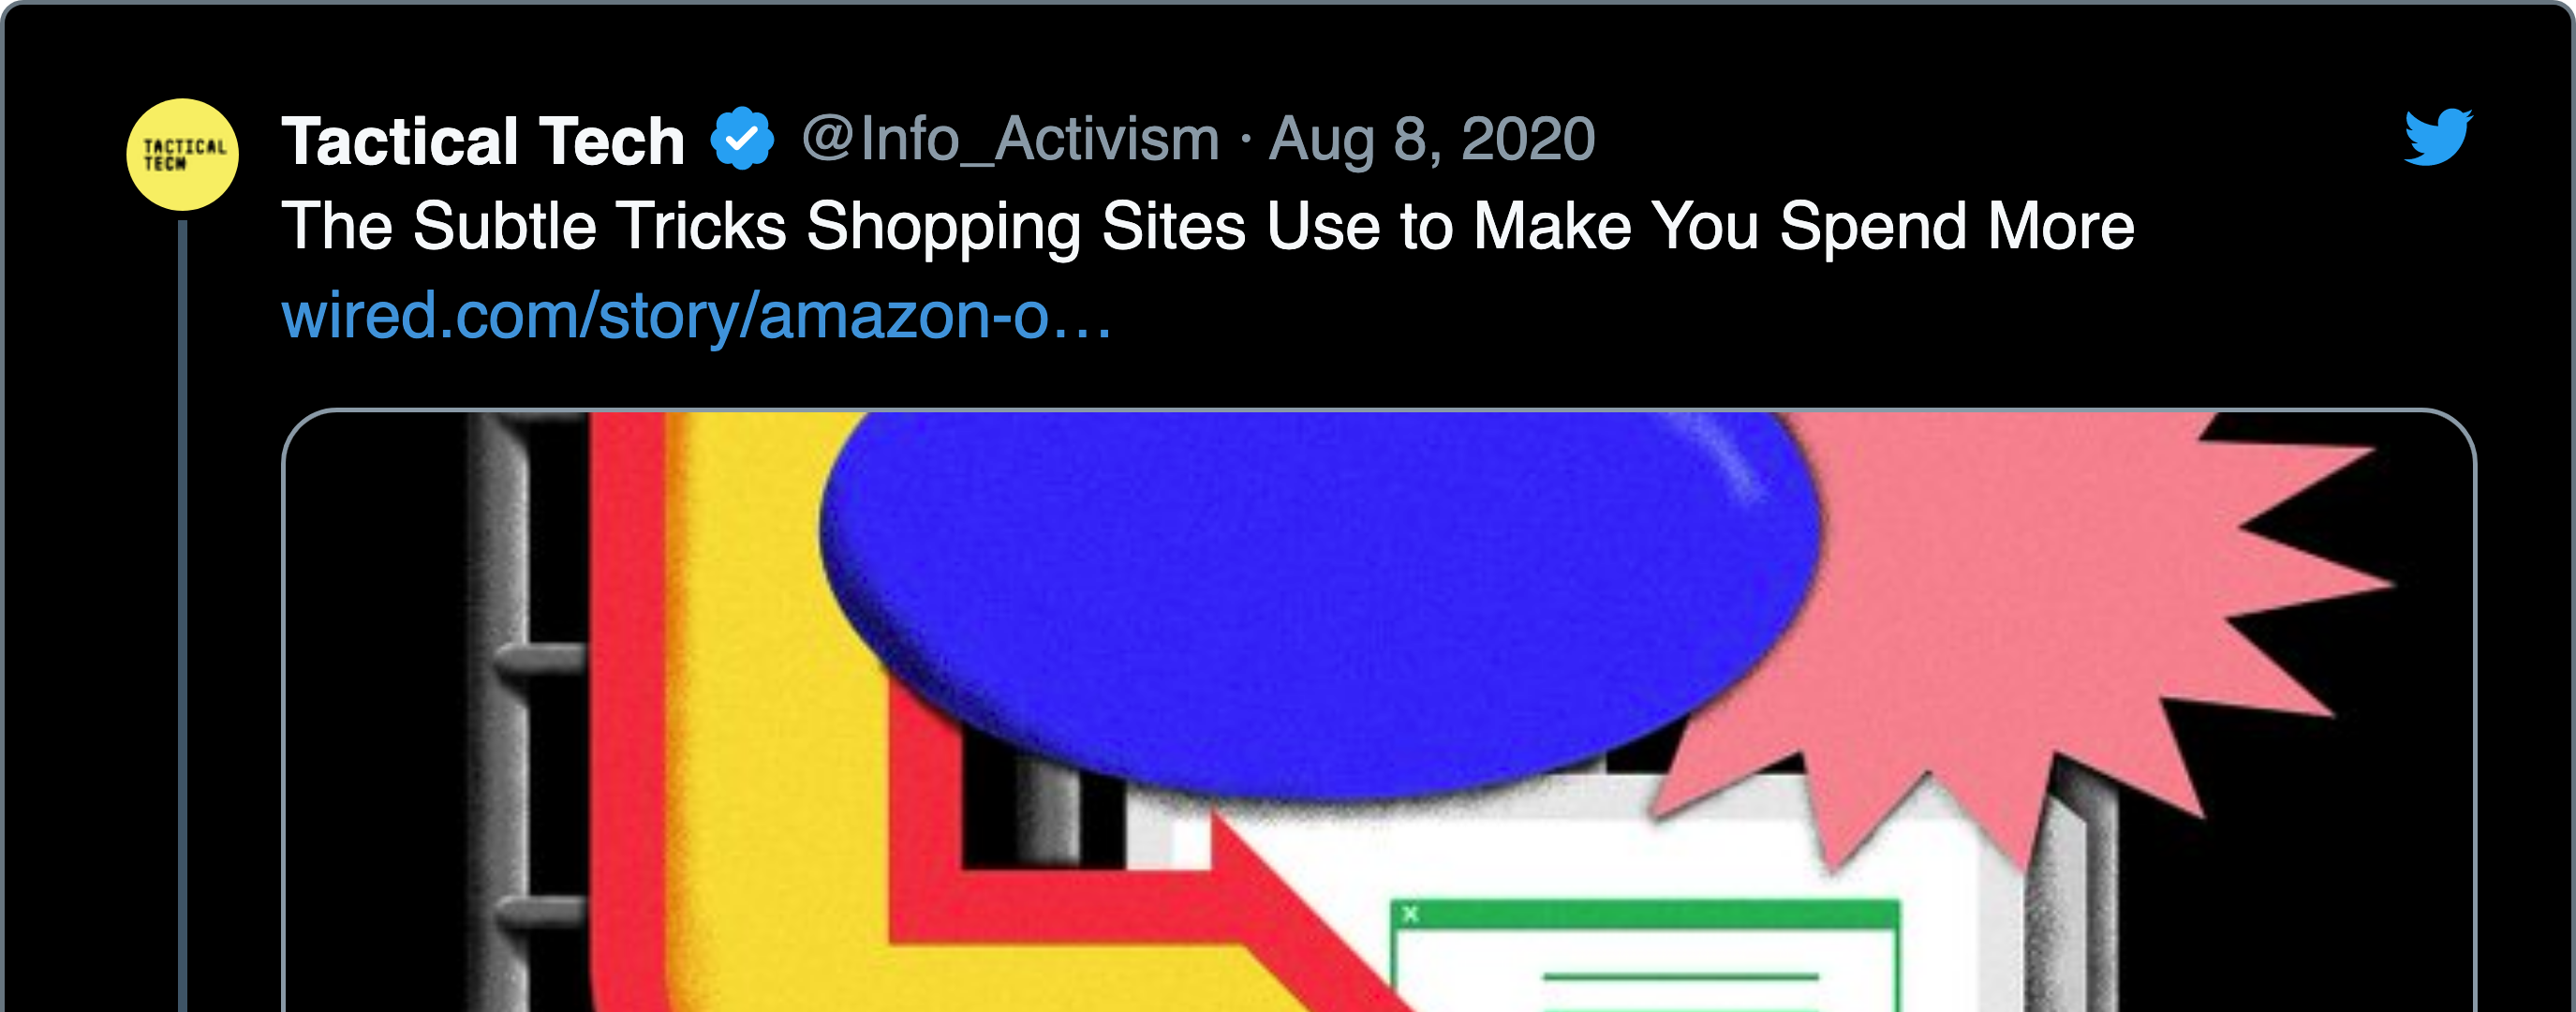 TACTICAL
TECH
Tactical Tech @Info_Activism · Aug 8, 2020
The Subtle Tricks Shopping Sites Use to Make You Spend More
wired.com/story/amazon-o…